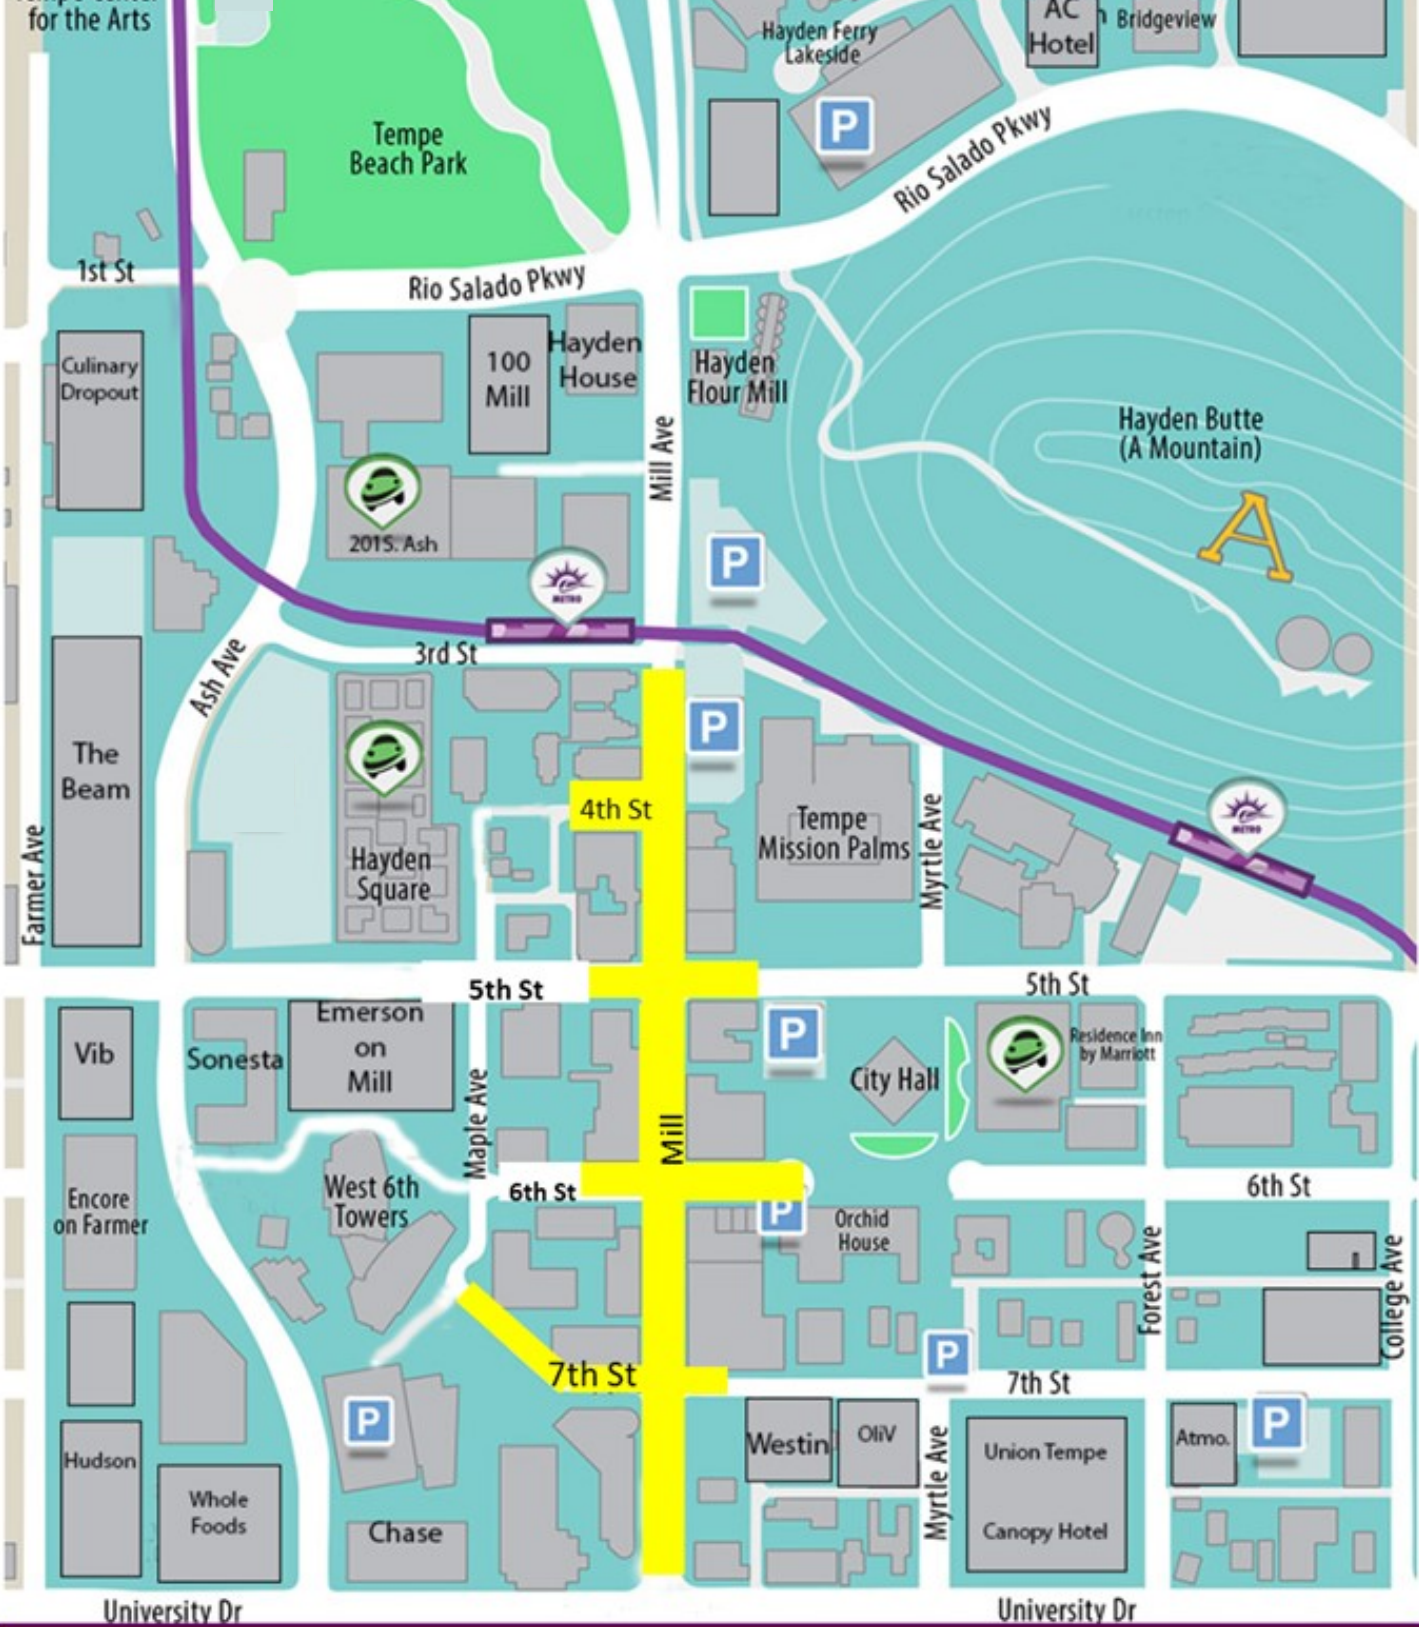 for the Arts
Hayden Ferry
Lakeside
AC
Hotel
Bridgeview
P
Tempe
Beach Park
Rio Salado Pkwy
1st St
Rio Salado Pkwy
Culinary
Dropout
100
Mill
Hayden
House
Hayden
Flour Mill
Mill Ave
Hayden Butte
(A Mountain)
A
201S. Ash
METRO
P
Ash Ave
3rd St
P
The
Beam
4th St
Tempe
Mission Palms
Myrtle Ave
METRO
Farmer Ave
Hayden
Square
5th St
5th St
Vib
Sonesta
Emerson
on
Mill
Maple Ave
Mill
P
City Hall
Residence Inn
by Marriott
Encore
on Farmer
West 6th
Towers
6th St
P
Orchid
House
6th St
Forest Ave
College Ave
7th St
P
7th St
P
Hudson
Whole
Foods
Chase
Westin
OliV
Myrtle Ave
Union Tempe
Canopy Hotel
Atmo.
P
University Dr
University Dr